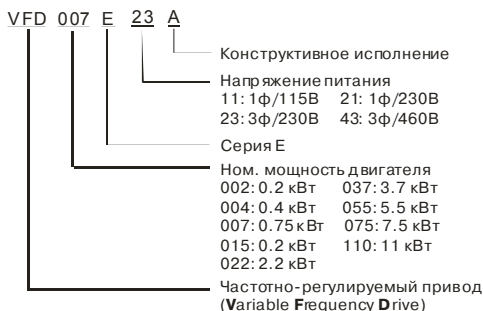 VFD 007 E 23 A
Конструктивное исполнение
Напряжение питания
11: 1ф/115В 21: 1ф/230В
23: 3ф/230В 43: 3ф/460В
Серия E
Ном. мощность двигателя
002: 0.2 кВт 037: 3.7 кВт
004: 0.4 кВт 055: 5.5 кВт
007: 0.75 кВт 075: 7.5 кВт
015: 0.2 кВт 110: 11 кВт
022: 2.2 кВт
Частотно-регулируемый привод
(Variable Frequency Drive)